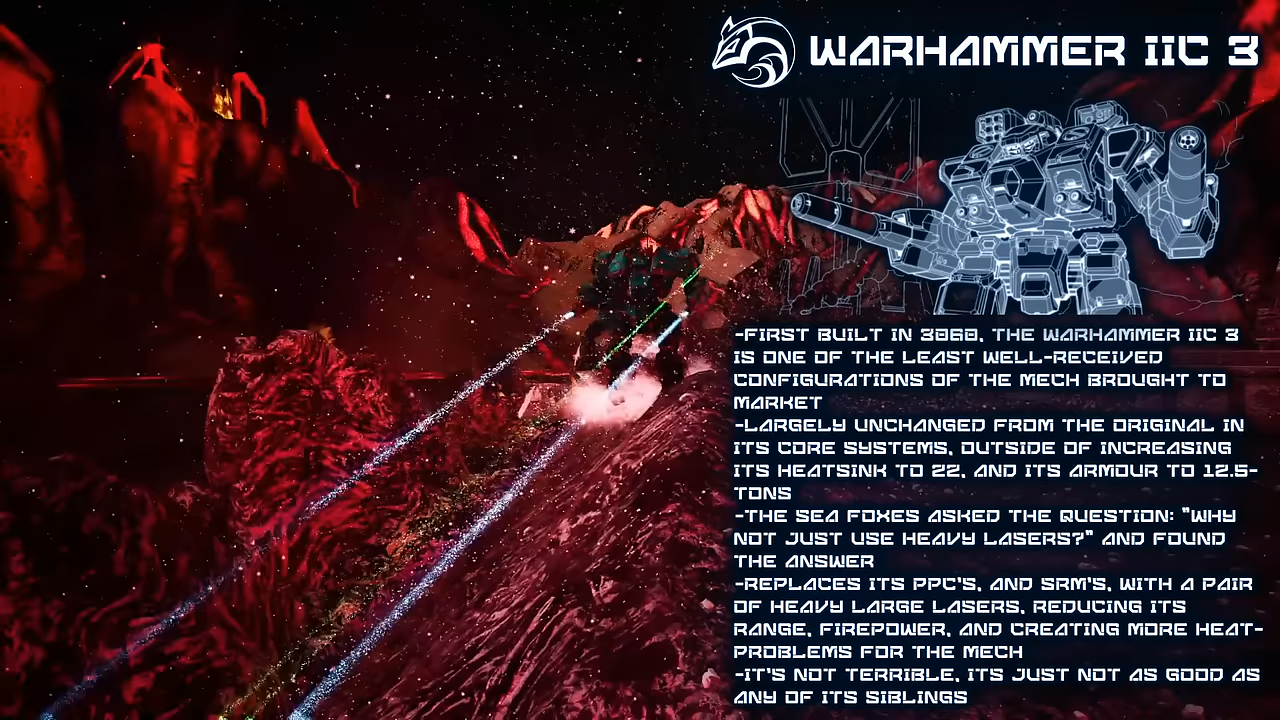 WARHAMMER IIC 3
-FIRST BUILT IN 3060, THE WARHAMMER IIC 3
IS ONE OF THE LEAST WELL-RECEIVED
CONFIGURATIONS OF THE MECH BROUGHT TO
MARKET
-LARGELY UNCHANGED FROM THE ORIGINAL IN
ITS CORE SYSTEMS, OUTSIDE OF INCREASING
ITS HEATSINK TO 22, AND ITS ARMOUR TO 12.5-
TONS
-THE SEA FOXES ASKED THE QUESTION: "WHY
NOT JUST USE HEAVY LASERS?" AND FOUND
THE ANSWER
-REPLACES ITS PPC'S, AND SRM'S, WITH A PAIR
OF HEAVY LARGE LASERS, REDUCING ITS
RANGE, FIREPOWER, AND CREATING MORE HEAT-
PROBLEMS FOR THE MECH
-IT'S NOT TERRIBLE, ITS JUST NOT AS GOOD AS
ANY OF ITS SIBLINGS